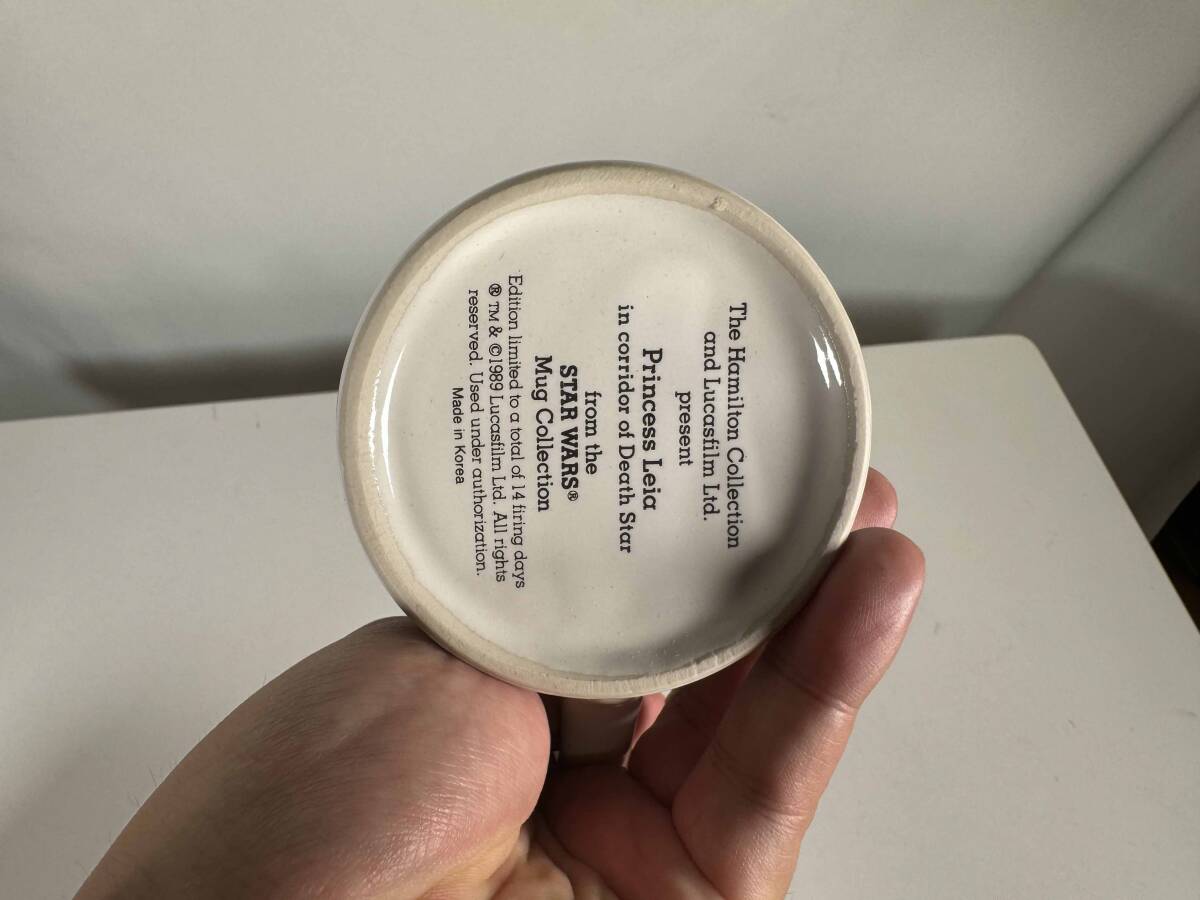 The Hamilton Collection
and Lucasfilm Ltd.
present
Princess Leia
in corridor of Death Star
from the
STAR WARS®
Mug Collection
Edition limited to a total of 14 firing days
® TM & ©1989 Lucasfilm Ltd. All rights
reserved. Used under authorization.
Made in Korea